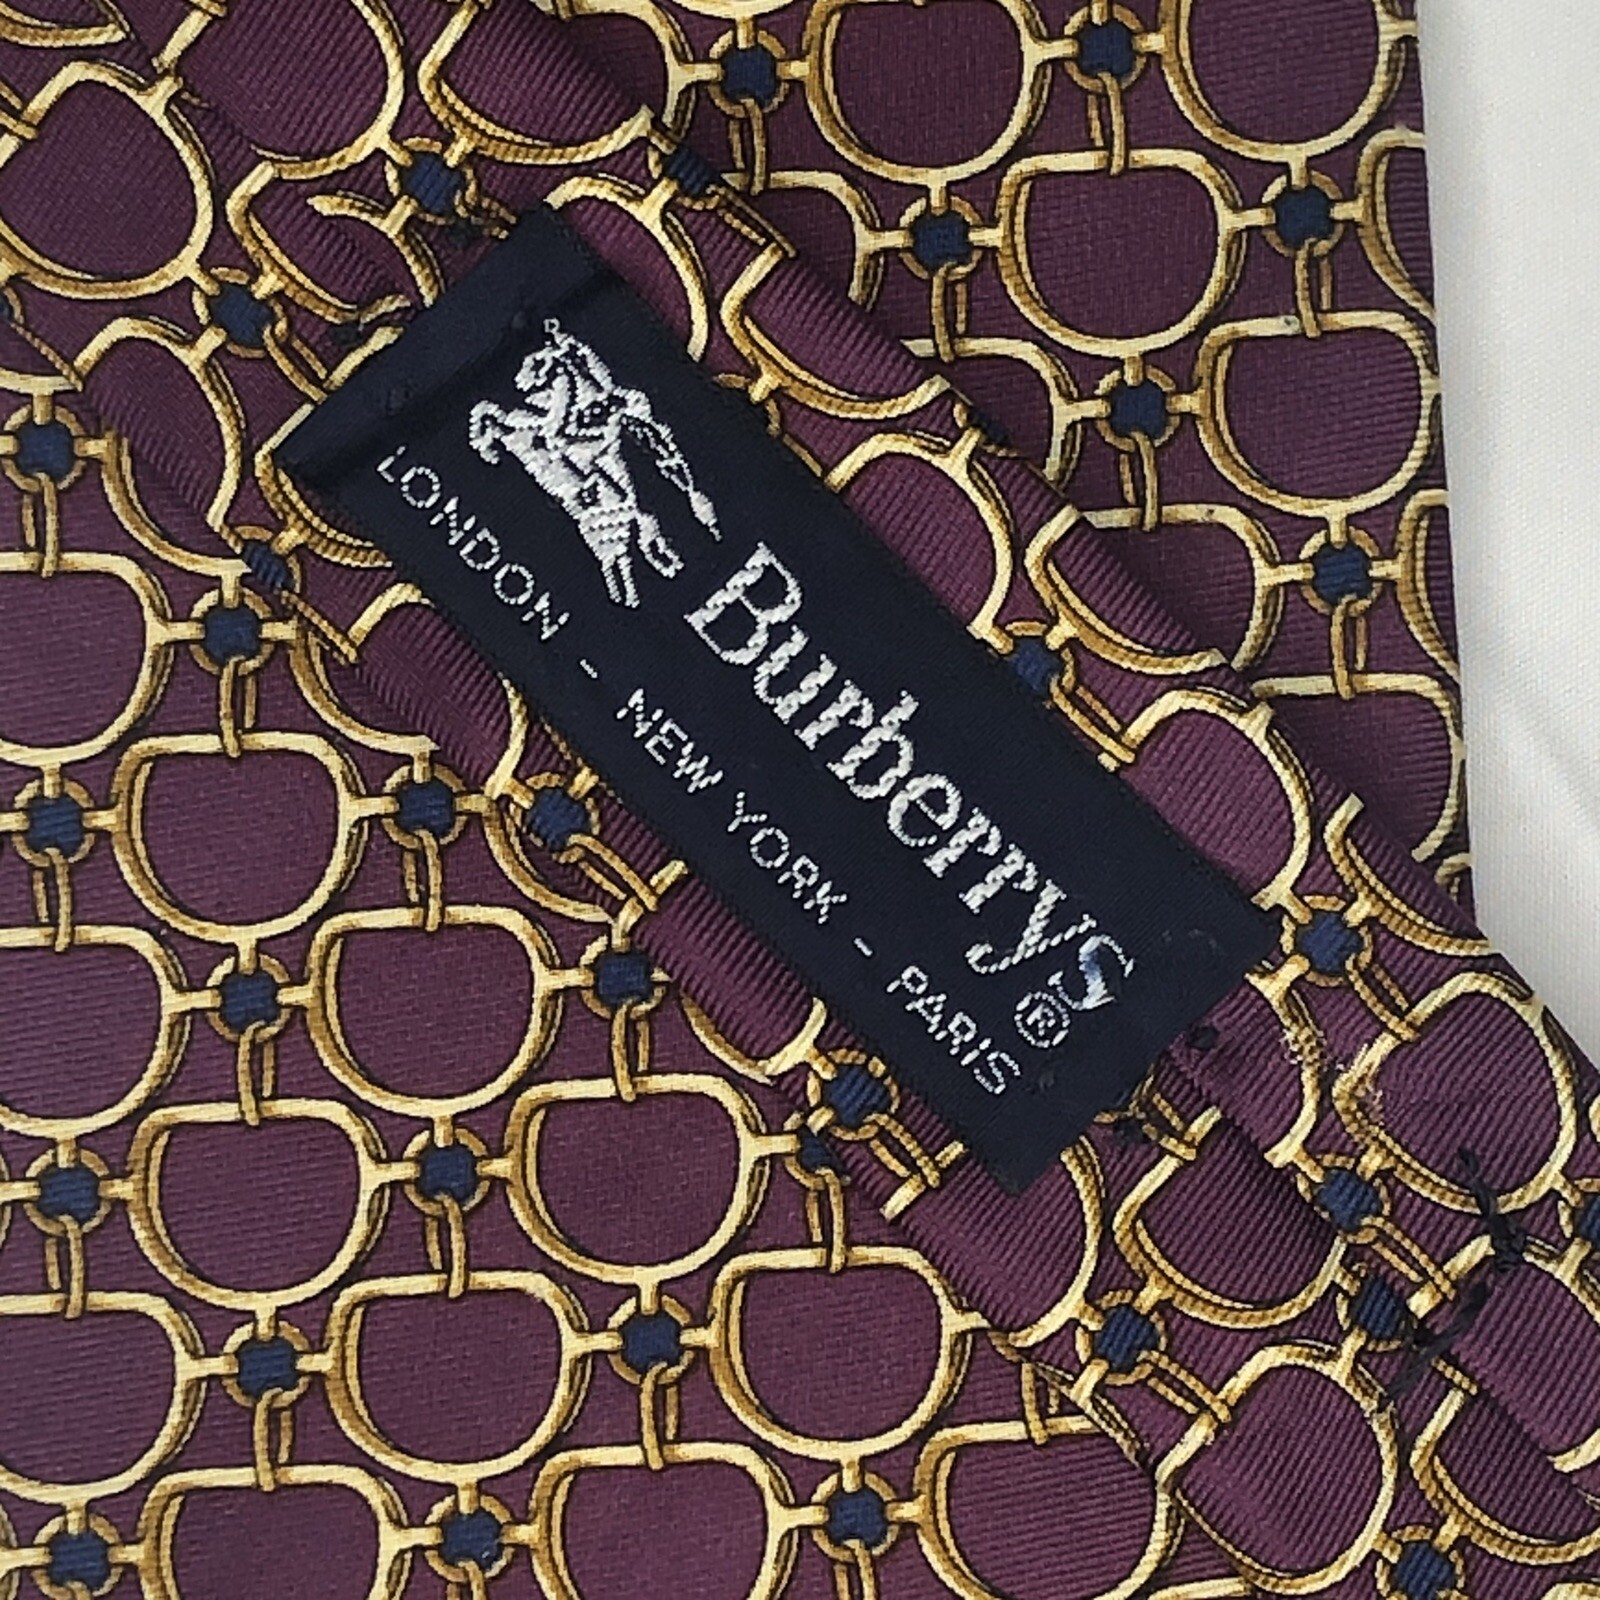 Burberrys®
LONDON - NEW YORK - PARIS